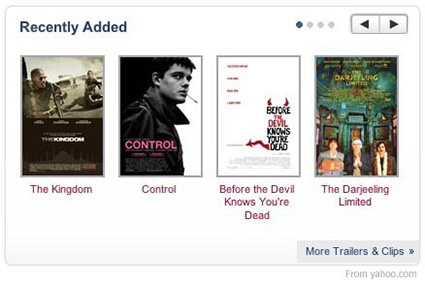 Recently Added
THE KINGDOM
CONTROL
BEFORE
THE
DEVIL
KNOWS
YOU'RE
DEAD
THE
DARJEELING
LIMITED
The Kingdom
Control
Before the Devil
Knows You're
Dead
The Darjeeling
Limited
More Trailers & Clips »
From yahoo.com